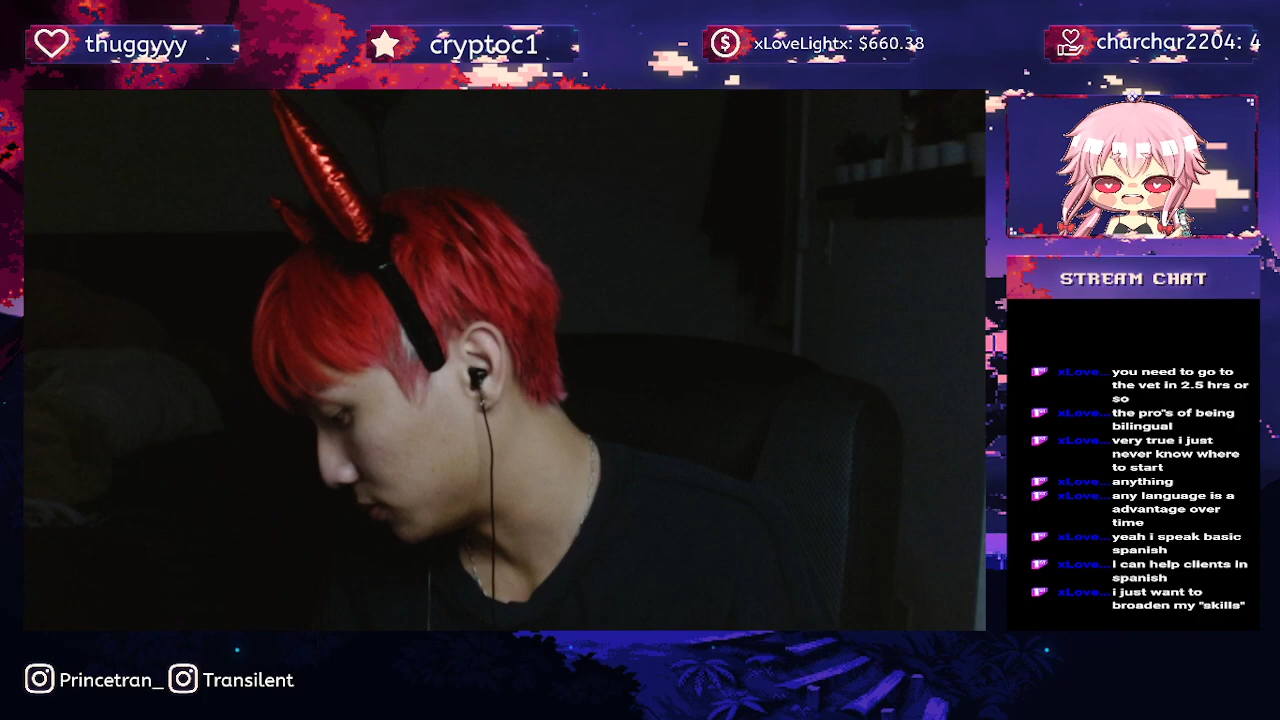 thuggyyy
cryptoc1
xLoveLightx: $660.38
charchar2204: 4
STREAM CHAT
xLove... you need to go to
the vet in 2.5 hrs or
so
xLove... the pro"s of being
bilingual
xLove... very true i just
never know where
to start
xLove... anything
xLove... any language is a
advantage over
time
xLove... yeah i speak basic
spanish
xLove... i can help clients in
spanish
xLove... i just want to
broaden my "skills"
Princetran_ Transilent